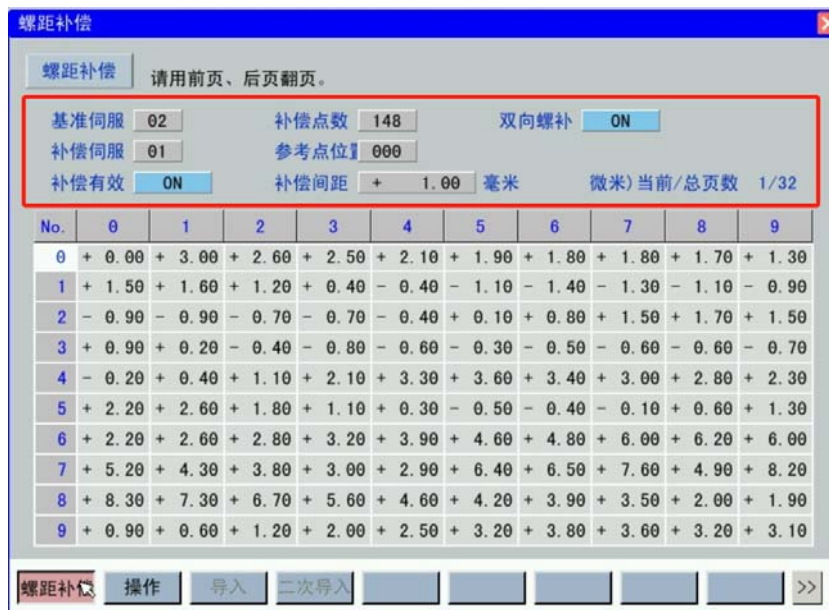 螺距补偿
螺距补偿 请用前页、后页翻页。
基准伺服 02 补偿点数 148 双向螺补 ON
补偿伺服 01 参考点位置 000
补偿有效 ON 补偿间距 + 1.00 毫米 微米)当前/总页数 1/32
No. 0 1 2 3 4 5 6 7 8 9
0 + 0.00 + 3.00 + 2.60 + 2.50 + 2.10 + 1.90 + 1.80 + 1.80 + 1.70 + 1.30
1 + 1.50 + 1.60 + 1.20 + 0.40 - 0.40 - 1.10 - 1.40 - 1.30 - 1.10 - 0.90
2 - 0.90 - 0.90 - 0.70 - 0.70 - 0.40 + 0.10 + 0.80 + 1.50 + 1.70 + 1.50
3 + 0.90 + 0.20 - 0.40 - 0.80 - 0.60 - 0.30 - 0.50 - 0.60 - 0.60 - 0.70
4 - 0.20 + 0.40 + 1.10 + 2.10 + 3.30 + 3.60 + 3.40 + 3.00 + 2.80 + 2.30
5 + 2.20 + 2.60 + 1.80 + 1.10 + 0.30 - 0.50 - 0.40 - 0.10 + 0.60 + 1.30
6 + 2.20 + 2.60 + 2.80 + 3.20 + 3.90 + 4.60 + 4.80 + 6.00 + 6.20 + 6.00
7 + 5.20 + 4.30 + 3.80 + 3.00 + 2.90 + 6.40 + 6.50 + 7.60 + 4.90 + 8.20
8 + 8.30 + 7.30 + 6.70 + 5.60 + 4.60 + 4.20 + 3.90 + 3.50 + 2.00 + 1.90
9 + 0.90 + 0.60 + 1.20 + 2.00 + 2.50 + 3.20 + 3.80 + 3.60 + 3.20 + 3.10
螺距补偿 操作 导入 二次导入 >>